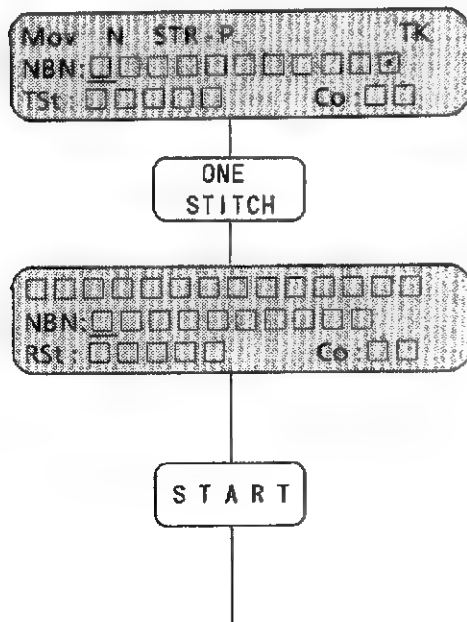 Mov N STR-P TK
NBN:□□□□□□□□□□⊡
TSt:□□□□□ Co:□□
ONE
STITCH
□□□□□□□□□□□□□□
NBN:□□□□□□□□□□
RSt:□□□□□ Co:□□
START